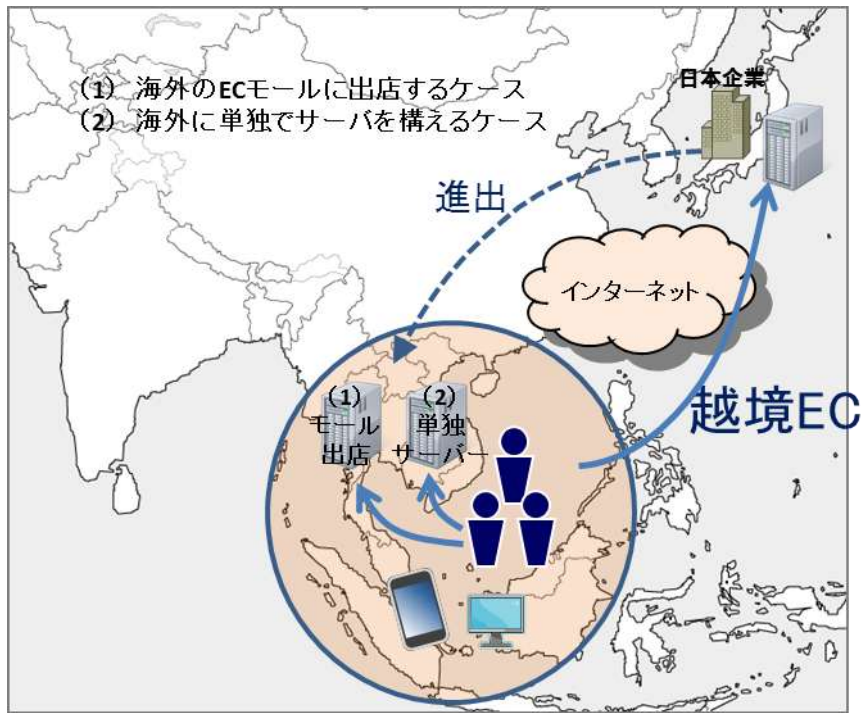 （1） 海外のECモールに出店するケース
（2） 海外に単独でサーバを構えるケース
日本企業
進出
インターネット
越境EC
（1）
モール
出店
（2）
単独
サーバー